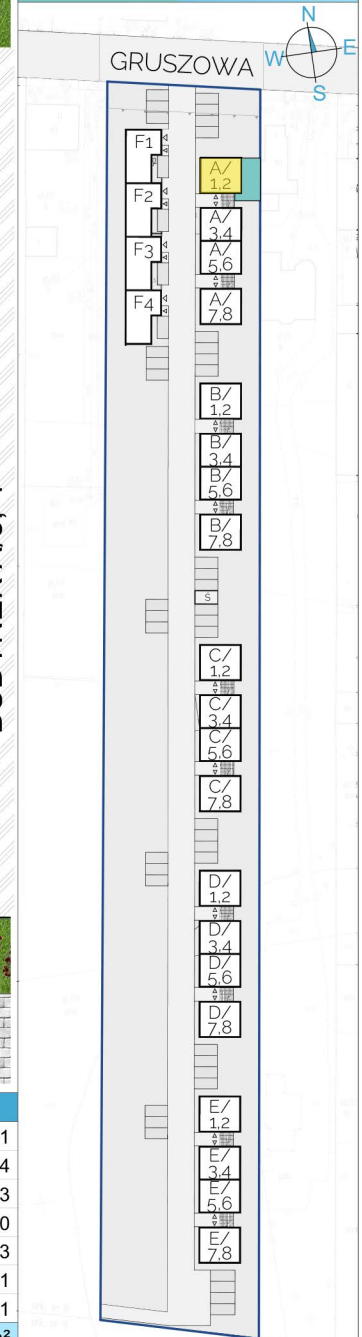 N
GRUSZOWA
W
E
S
F1
A/
1,2
F2
A/
3,4
F3
A/
5,6
F4
A/
7,8
B/
1,2
B/
3,4
B/
5,6
B/
7,8
Ś
C/
1,2
C/
3,4
C/
5,6
C/
7,8
D/
1,2
D/
3,4
D/
5,6
D/
7,8
E/
1,2
E/
3,4
E/
5,6
E/
7,8
1
4
3
0
3
1
1